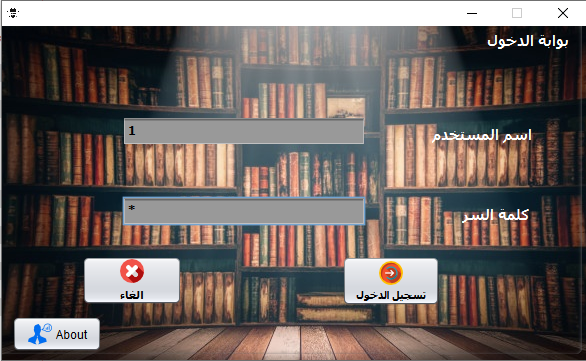 بوابة الدخول
اسم المستخدم
1
كلمة السر
*
تسجيل الدخول
الغاء
About